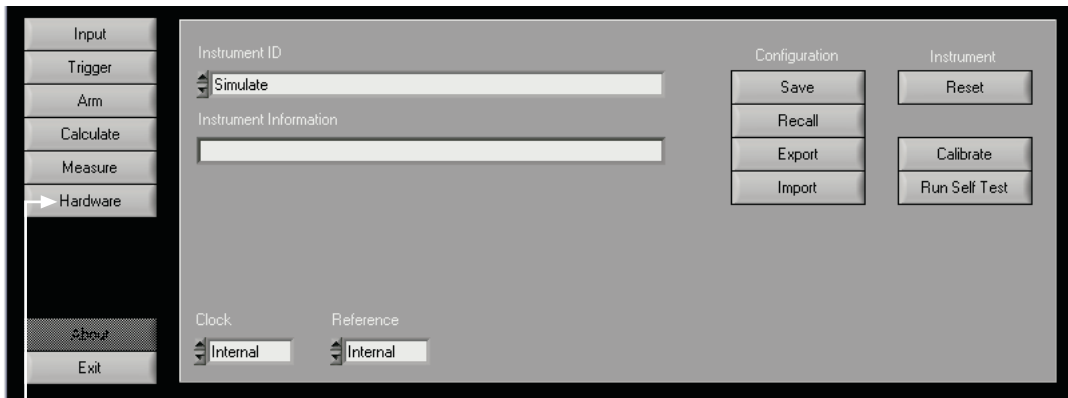 Input
Trigger
Arm
Calculate
Measure
Hardware
About
Exit
Instrument ID
Simulate
Instrument Information
Clock
Internal
Reference
Internal
Configuration
Save
Recall
Export
Import
Instrument
Reset
Calibrate
Run Self Test